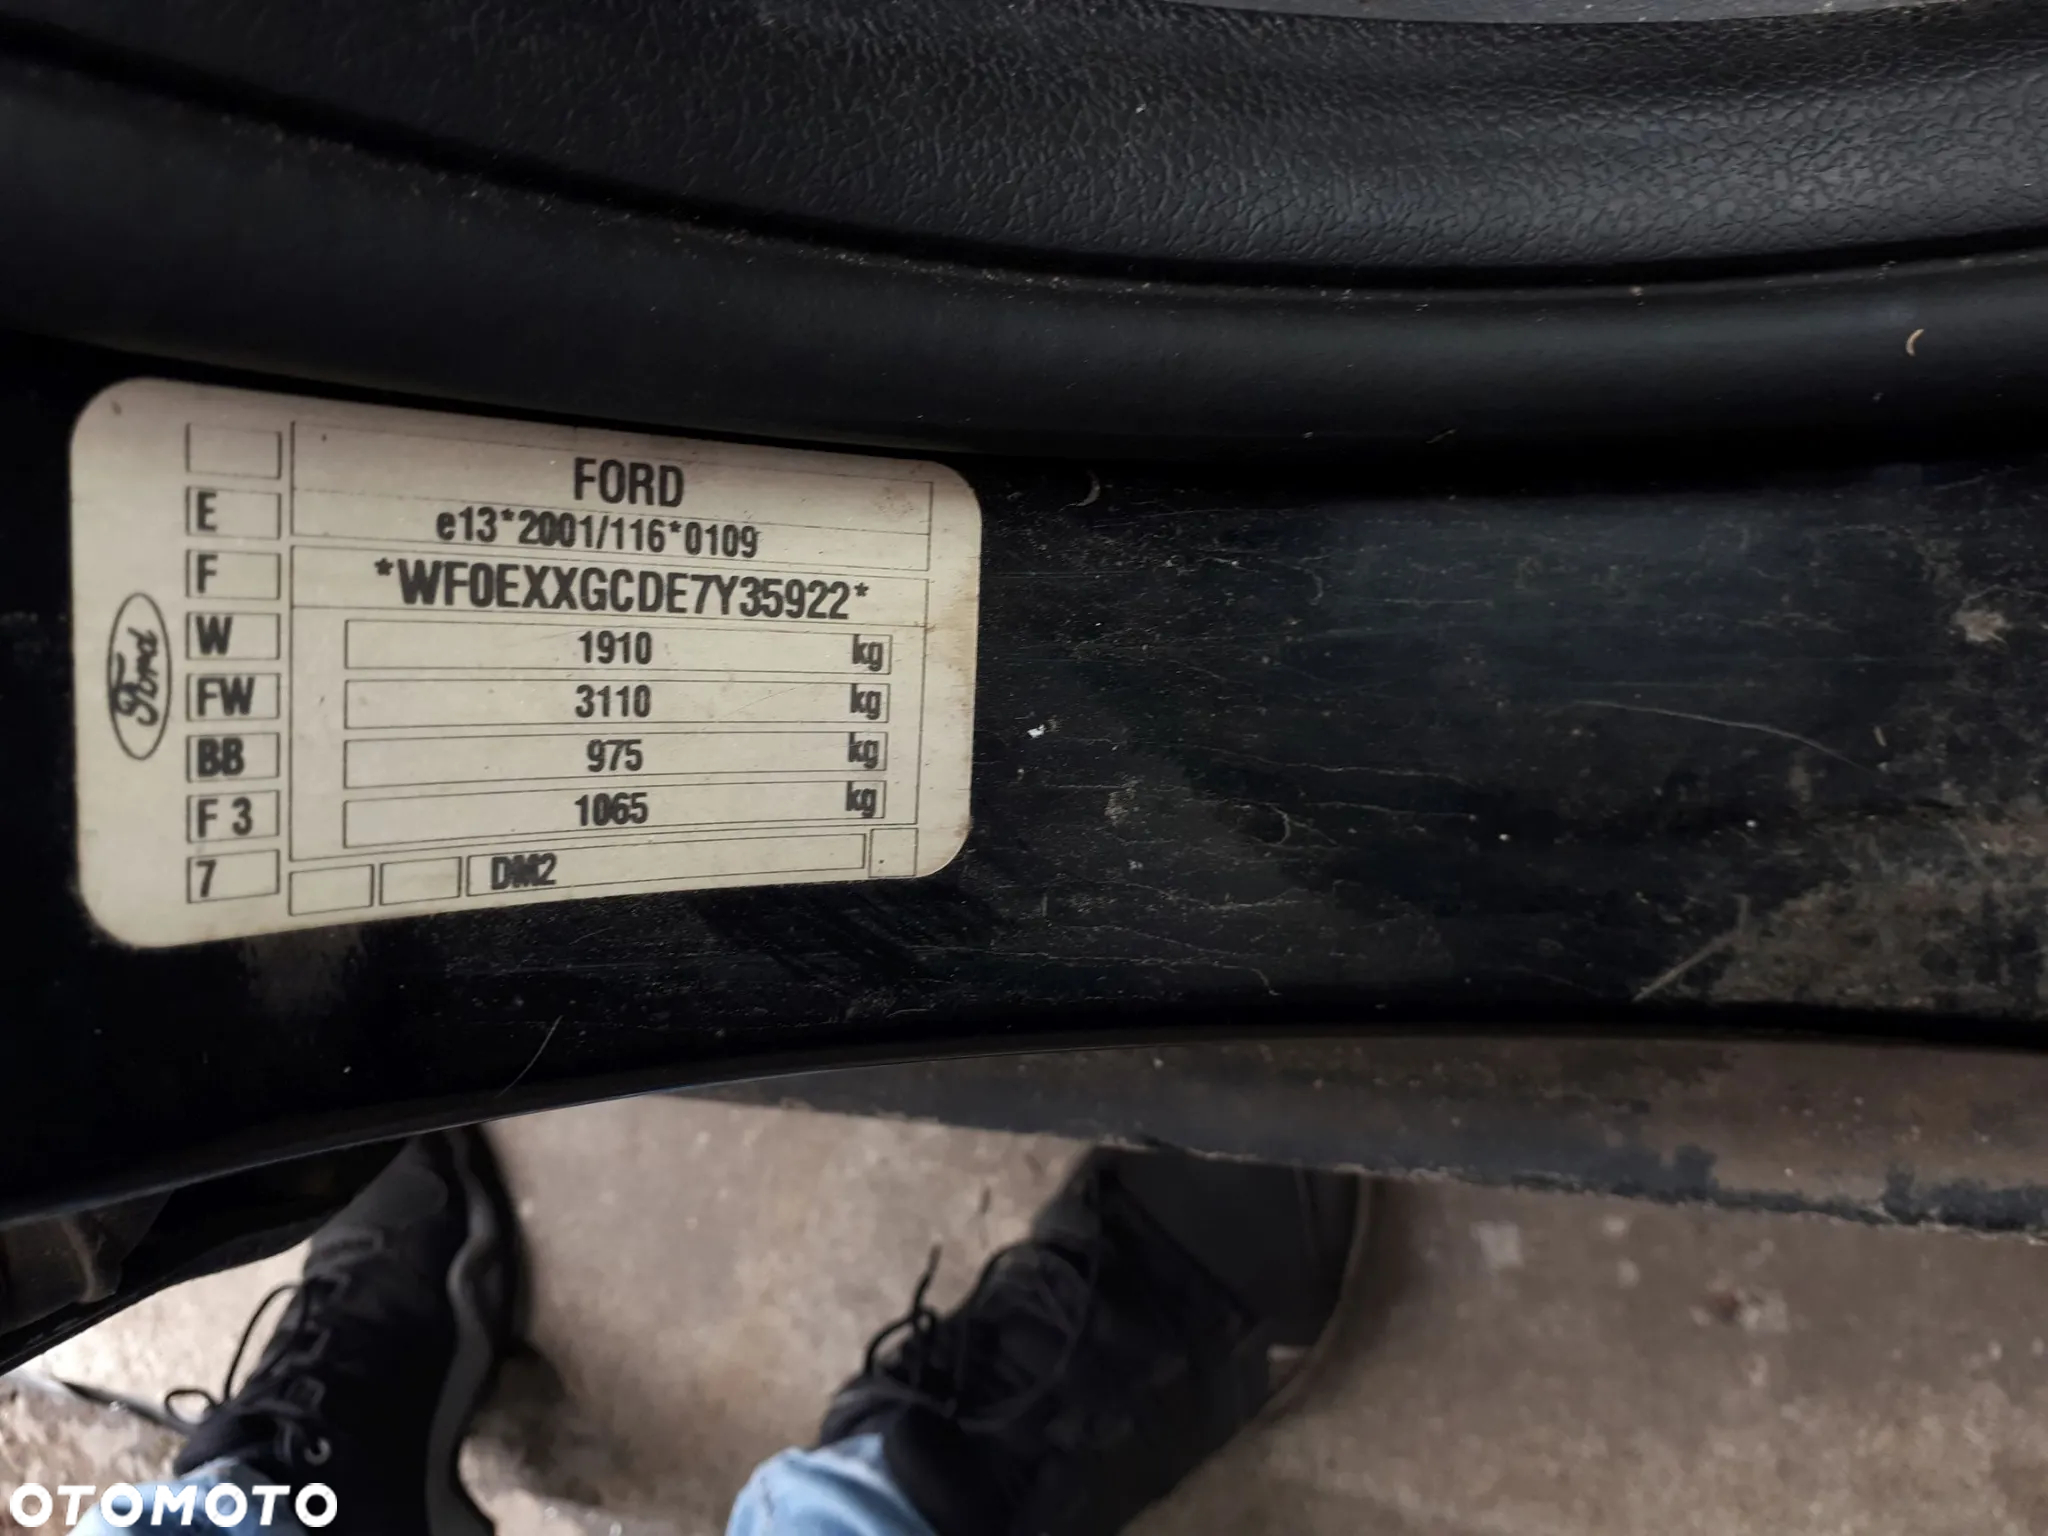 FORD
E e13*2001/116*0109
F *WF0EXXGCDE7Y35922*
W 1910 kg
FW 3110 kg
BB 975 kg
F 3 1065 kg
7 DM2
Ford
OTOMOTO